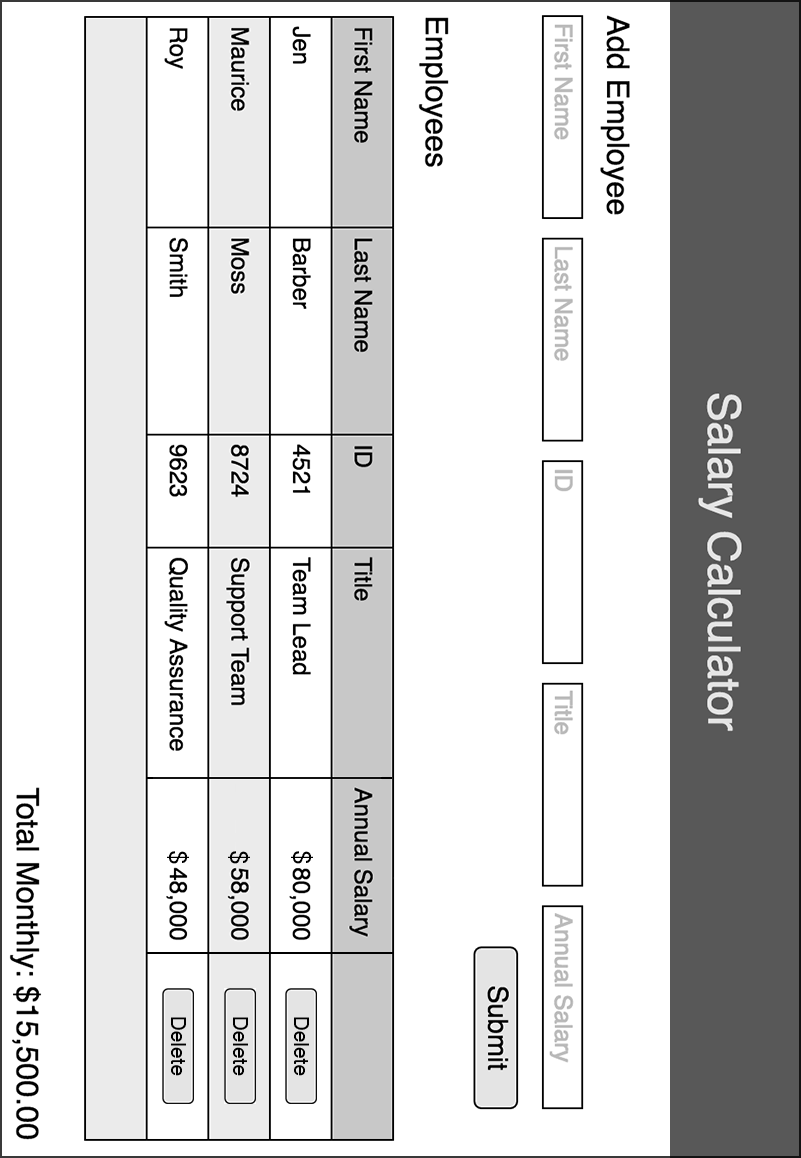 Salary Calculator
Add Employee
First Name Last Name ID Title Annual Salary
Submit
Employees
First Name Last Name ID Title Annual Salary
Jen Barber 4521 Team Lead $ 80,000 Delete
Maurice Moss 8724 Support Team $ 58,000 Delete
Roy Smith 9623 Quality Assurance $ 48,000 Delete
Total Monthly: $15,500.00